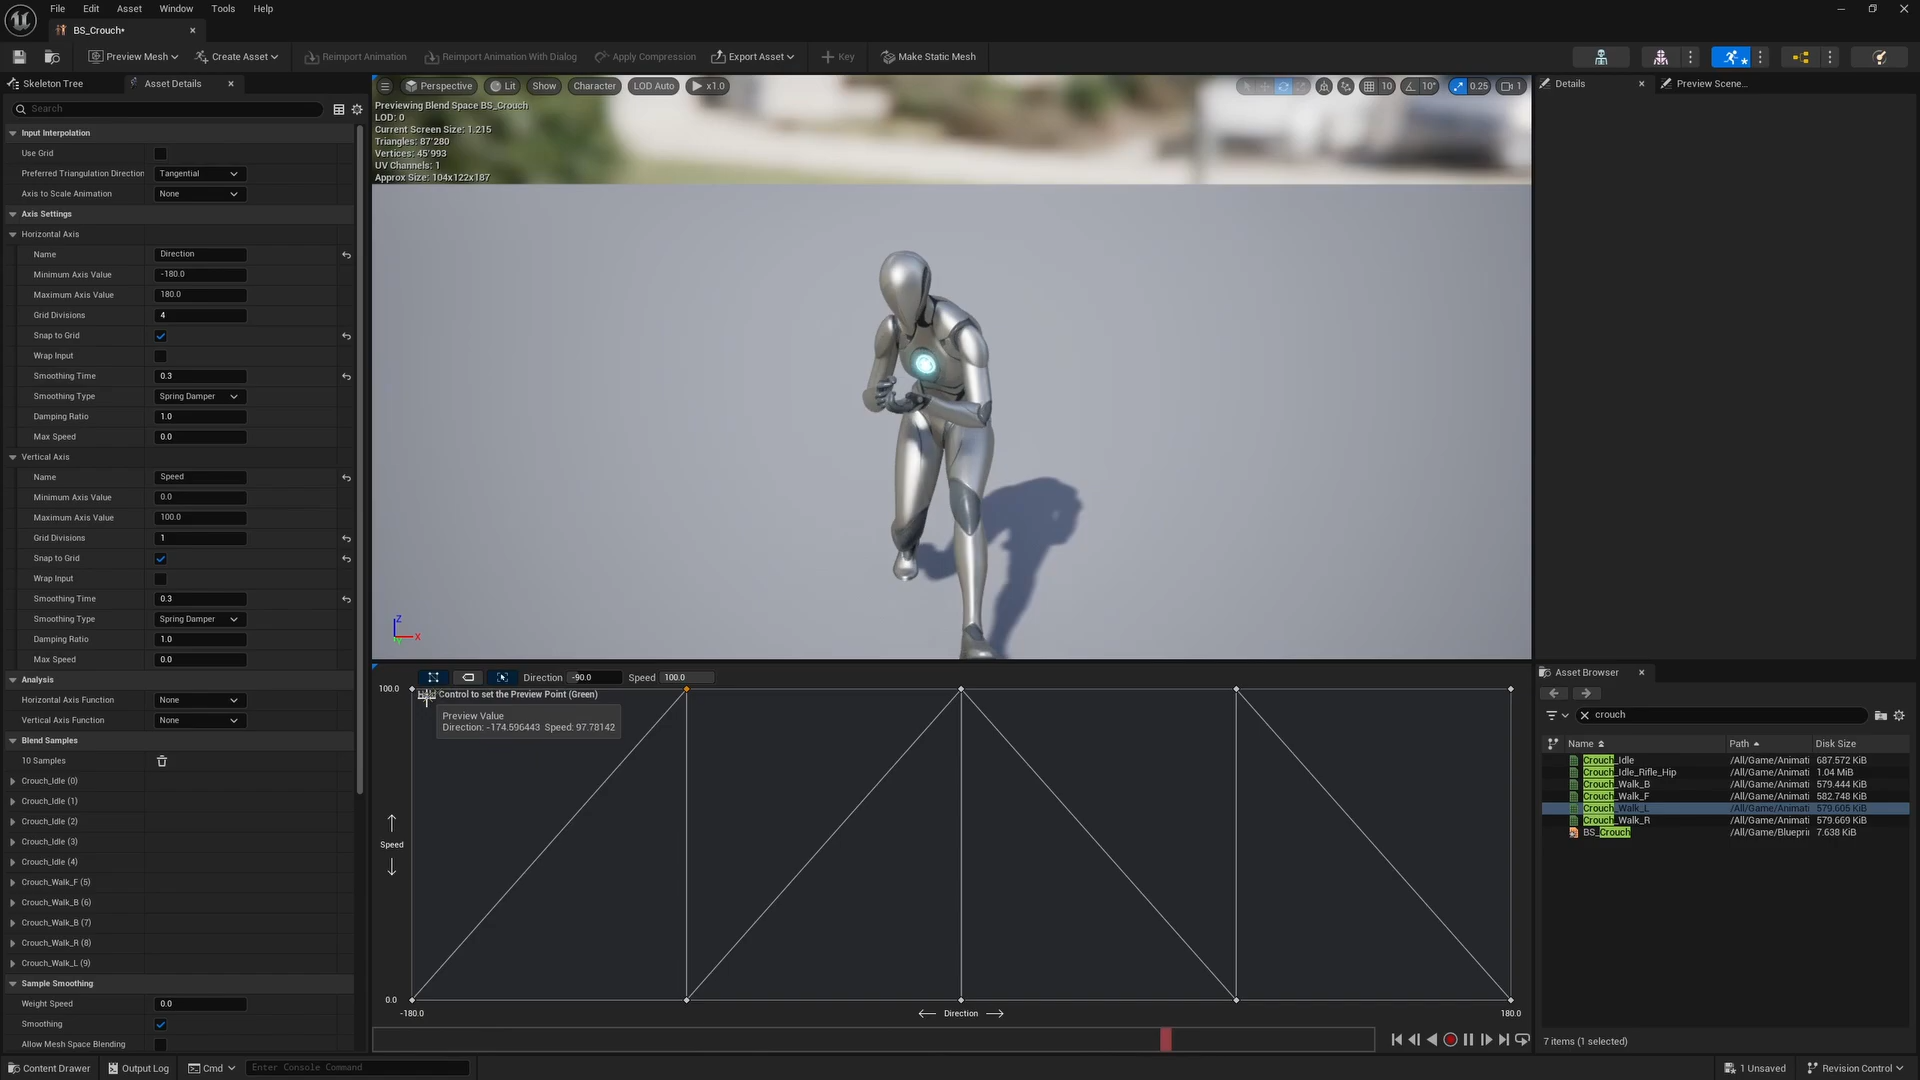 File Edit Asset Window Tools Help
BS_Crouch•
Preview Mesh Create Asset Reimport Animation Reimport Animation With Dialog Apply Compression Export Asset Key Make Static Mesh
Skeleton Tree Asset Details
Search
Input Interpolation
Use Grid
Preferred Triangulation Direction Tangential
Axis to Scale Animation None
Axis Settings
Horizontal Axis
Name Direction
Minimum Axis Value -180.0
Maximum Axis Value 180.0
Grid Divisions 4
Snap to Grid
Wrap Input
Smoothing Time 0.3
Smoothing Type Spring Damper
Damping Ratio 1.0
Max Speed 0.0
Vertical Axis
Name Speed
Minimum Axis Value 0.0
Maximum Axis Value 100.0
Grid Divisions 1
Snap to Grid
Wrap Input
Smoothing Time 0.3
Smoothing Type Spring Damper
Damping Ratio 1.0
Max Speed 0.0
Analysis
Horizontal Axis Function None
Vertical Axis Function None
Blend Samples
10 Samples
Crouch_Idle (0)
Crouch_Idle (1)
Crouch_Idle (2)
Crouch_Idle (3)
Crouch_Idle (4)
Crouch_Walk_F (5)
Crouch_Walk_B (6)
Crouch_Walk_B (7)
Crouch_Walk_R (8)
Crouch_Walk_L (9)
Sample Smoothing
Weight Speed 0.0
Smoothing
Allow Mesh Space Blending
Perspective Lit Show Character LOD Auto x1.0
10 10° 0.25 1
Previewing Blend Space BS_Crouch
LOD: 0
Current Screen Size: 1.215
Triangles: 87'280
Vertices: 45'993
UV Channels: 1
Approx Size: 104x122x187
Z
X
Direction -90.0 Speed 100.0
100.0
Control to set the Preview Point (Green)
Preview Value
Direction: -174.596443 Speed: 97.78142
Speed
0.0
-180.0 Direction 180.0
Details Preview Scene...
Asset Browser
crouch
Name Path Disk Size
Crouch_Idle /All/Game/Animati 687.572 KiB
Crouch_Idle_Rifle_Hip /All/Game/Animati 1.04 MiB
Crouch_Walk_B /All/Game/Animati 579.444 KiB
Crouch_Walk_F /All/Game/Animati 582.748 KiB
Crouch_Walk_L /All/Game/Animati 579.605 KiB
Crouch_Walk_R /All/Game/Animati 579.669 KiB
BS_Crouch /All/Game/Bluepri 7.638 KiB
7 items (1 selected)
Content Drawer Output Log Cmd Enter Console Command 1 Unsaved Revision Control